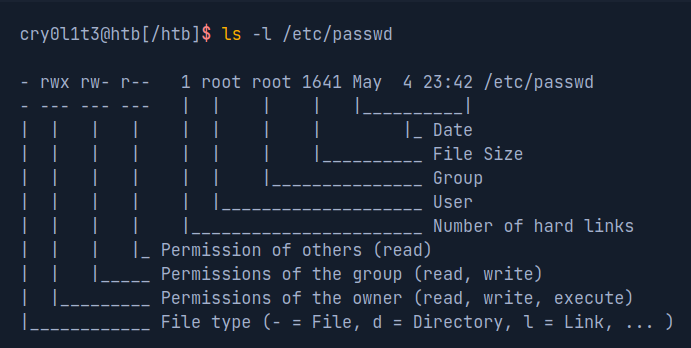 cry0l1t3@htb[/htb]$ ls -l /etc/passwd
- rwx rw- r--   1 root root 1641 May  4 23:42 /etc/passwd
- --- --- ---   |  |    |    |   |__________|
|  |   |   |    |  |    |    |        |_ Date
|  |   |   |    |  |    |    |__________ File Size
|  |   |   |    |  |    |_______________ Group
|  |   |   |    |  |____________________ User
|  |   |   |    |_______________________ Number of hard links
|  |   |   |_ Permission of others (read)
|  |   |_____ Permissions of the group (read, write)
|  |_________ Permissions of the owner (read, write, execute)
|____________ File type (- = File, d = Directory, l = Link, ... )